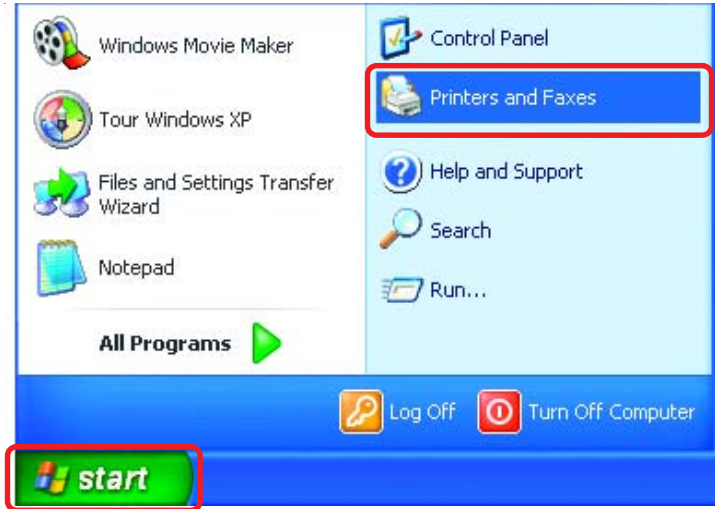 Windows Movie Maker
Tour Windows XP
Files and Settings Transfer
Wizard
Notepad
All Programs
Control Panel
Printers and Faxes
Help and Support
Search
Run...
Log Off
Turn Off Computer
start